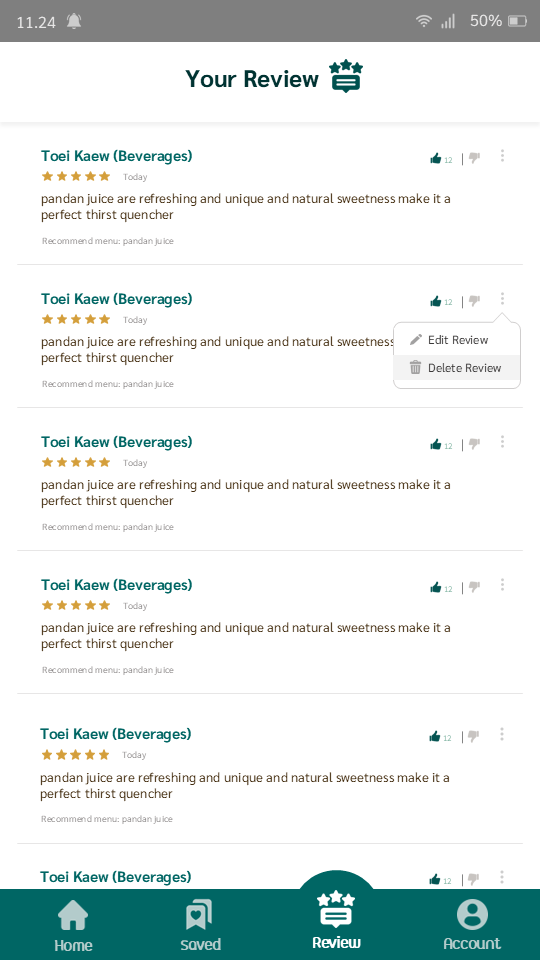 11.24 50%
Your Review
Toei Kaew (Beverages) 12
Today
pandan juice are refreshing and unique and natural sweetness make it a
perfect thirst quencher
Recommend menu: pandan juice
Toei Kaew (Beverages) 12
Today
pandan juice are refreshing and unique and natural sweetness
perfect thirst quencher
Recommend menu: pandan juice
Edit Review
Delete Review
Toei Kaew (Beverages) 12
Today
pandan juice are refreshing and unique and natural sweetness make it a
perfect thirst quencher
Recommend menu: pandan juice
Toei Kaew (Beverages) 12
Today
pandan juice are refreshing and unique and natural sweetness make it a
perfect thirst quencher
Recommend menu: pandan juice
Toei Kaew (Beverages) 12
Today
pandan juice are refreshing and unique and natural sweetness make it a
perfect thirst quencher
Recommend menu: pandan juice
Toei Kaew (Beverages) 12
Home Saved Review Account